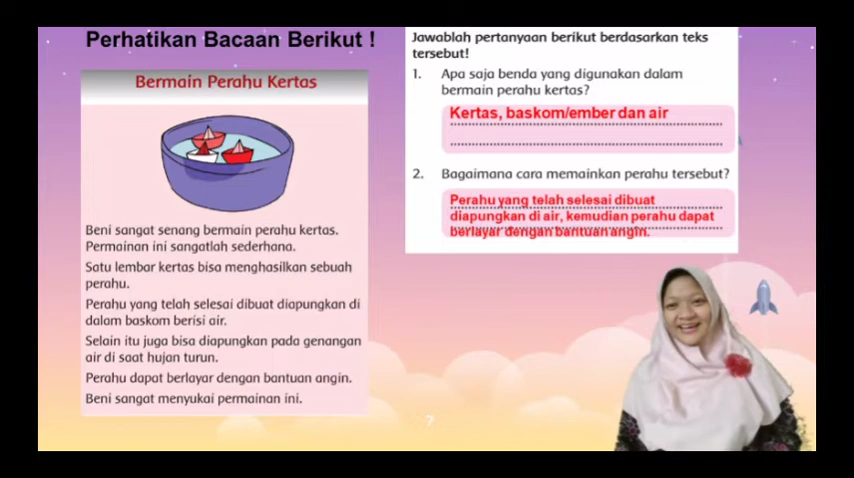 Perhatikan Bacaan Berikut !
Bermain Perahu Kertas
Beni sangat senang bermain perahu kertas.
Permainan ini sangatlah sederhana.
Satu lembar kertas bisa menghasilkan sebuah
perahu.
Perahu yang telah selesai dibuat diapungkan di
dalam baskom berisi air.
Selain itu juga bisa diapungkan pada genangan
air di saat hujan turun.
Perahu dapat berlayar dengan bantuan angin.
Beni sangat menyukai permainan ini.
Jawablah pertanyaan berikut berdasarkan teks
tersebut!
1. Apa saja benda yang digunakan dalam
bermain perahu kertas?
Kertas, baskom/ember dan air
2. Bagaimana cara memainkan perahu tersebut?
Perahu yang telah selesai dibuat
diapungkan di air, kemudian perahu dapat
berlayar dengan bantuan angin.
?